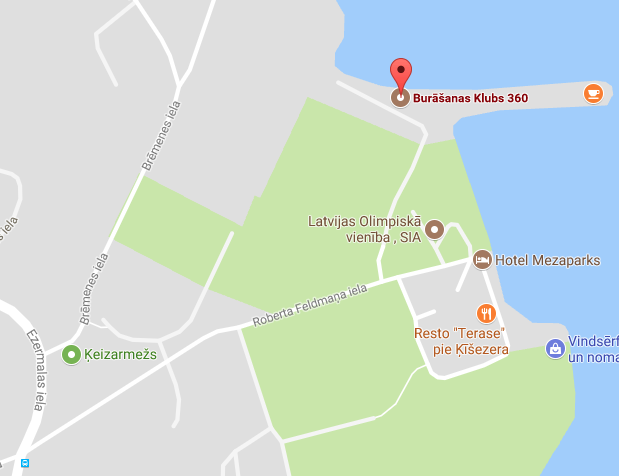 Burāšanas Klubs 360
Brēmenes iela
Latvijas Olimpiskā
vienība , SIA
Hotel Mezaparks
iela
Brēmenes iela
Roberta Feldmaņa iela
Resto "Terase"
pie Ķīšezera
Ezermalas iela
Ķeizarmežs
Vindsērf
un noma